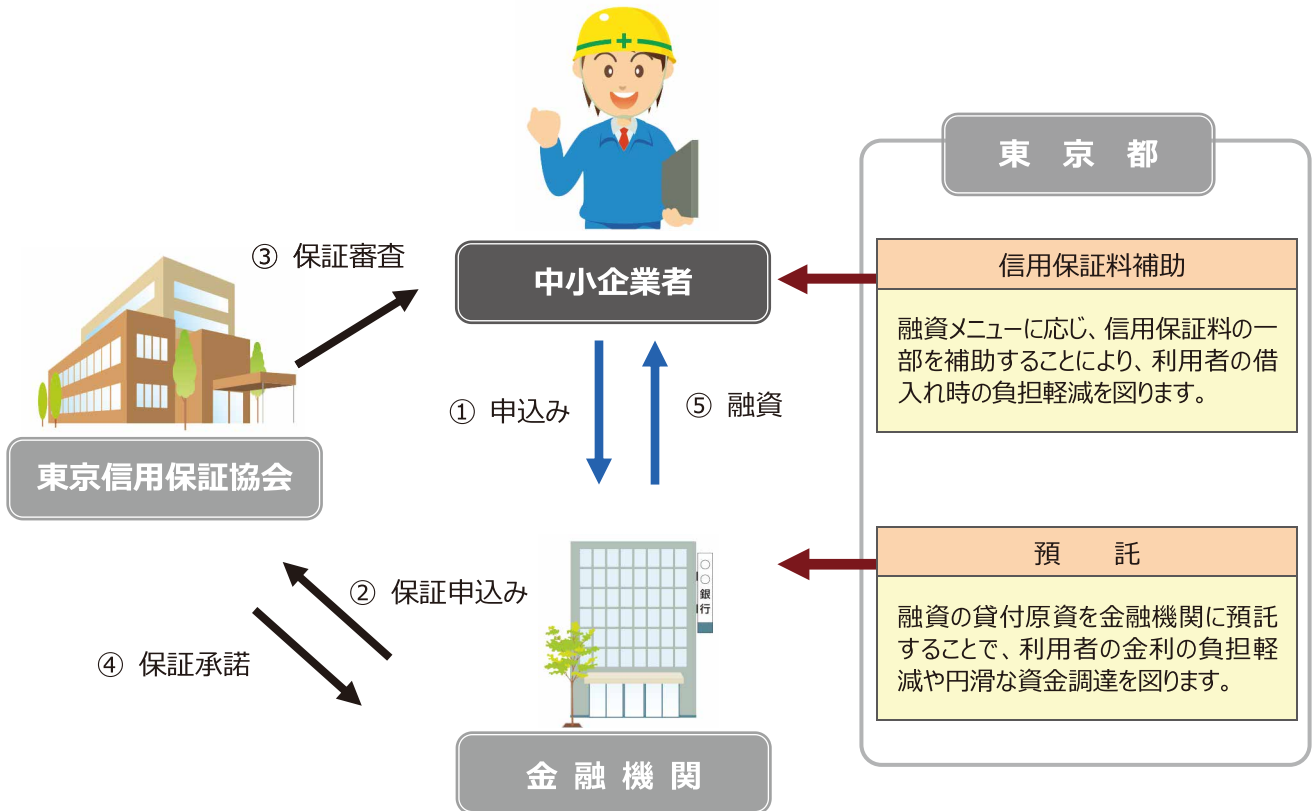 東京都
③ 保証審査
中小企業者
信用保証料補助
融資メニューに応じ、信用保証料の一
部を補助することにより、利用者の借
入れ時の負担軽減を図ります。
① 申込み
⑤ 融資
東京信用保証協会
② 保証申込み
④ 保証承諾
〇〇銀行
預 託
融資の貸付原資を金融機関に預託
することで、利用者の金利の負担軽
減や円滑な資金調達を図ります。
金融機関